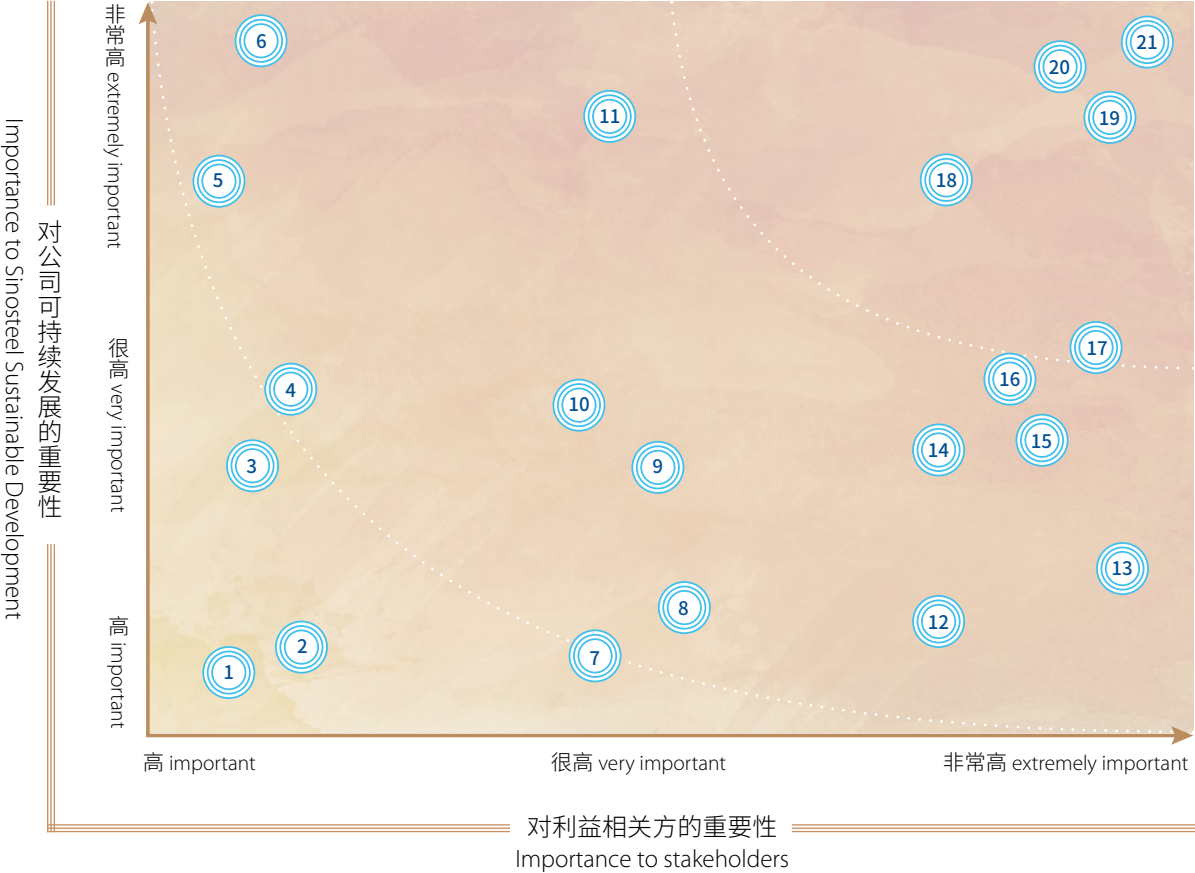 对公司可持续发展的重要性
Importance to Sinosteel Sustainable Development
非常高 extremely important
很高 very important
高 important
6
21
20
11
19
5
18
17
16
4
10
15
14
3
9
13
8
12
2
7
1
高 important
很高 very important
非常高 extremely important
对利益相关方的重要性
Importance to stakeholders